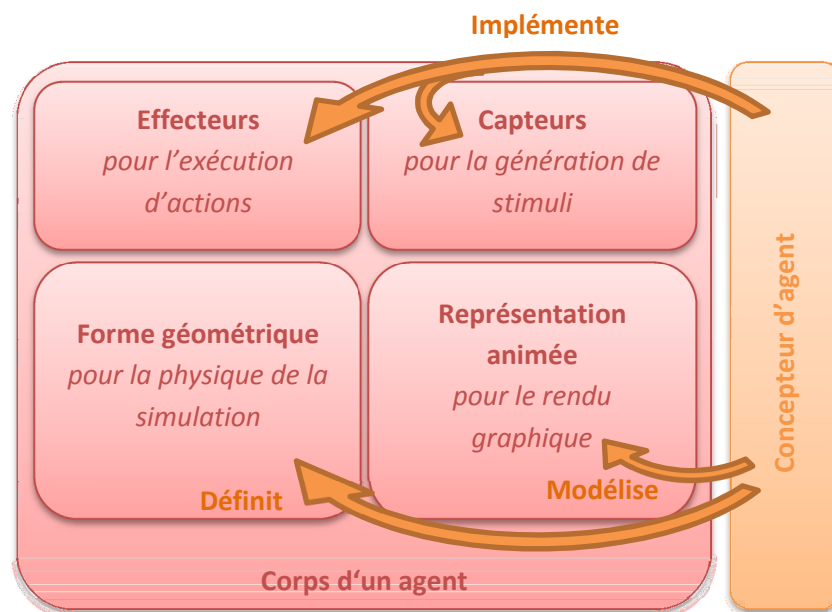 Implémente
Effecteurs
pour l’exécution
d’actions
Capteurs
pour la génération de
stimuli
Forme géométrique
pour la physique de la
simulation
Représentation
animée
pour le rendu
graphique
Définit
Modélise
Corps d‘un agent
Concepteur d’agent